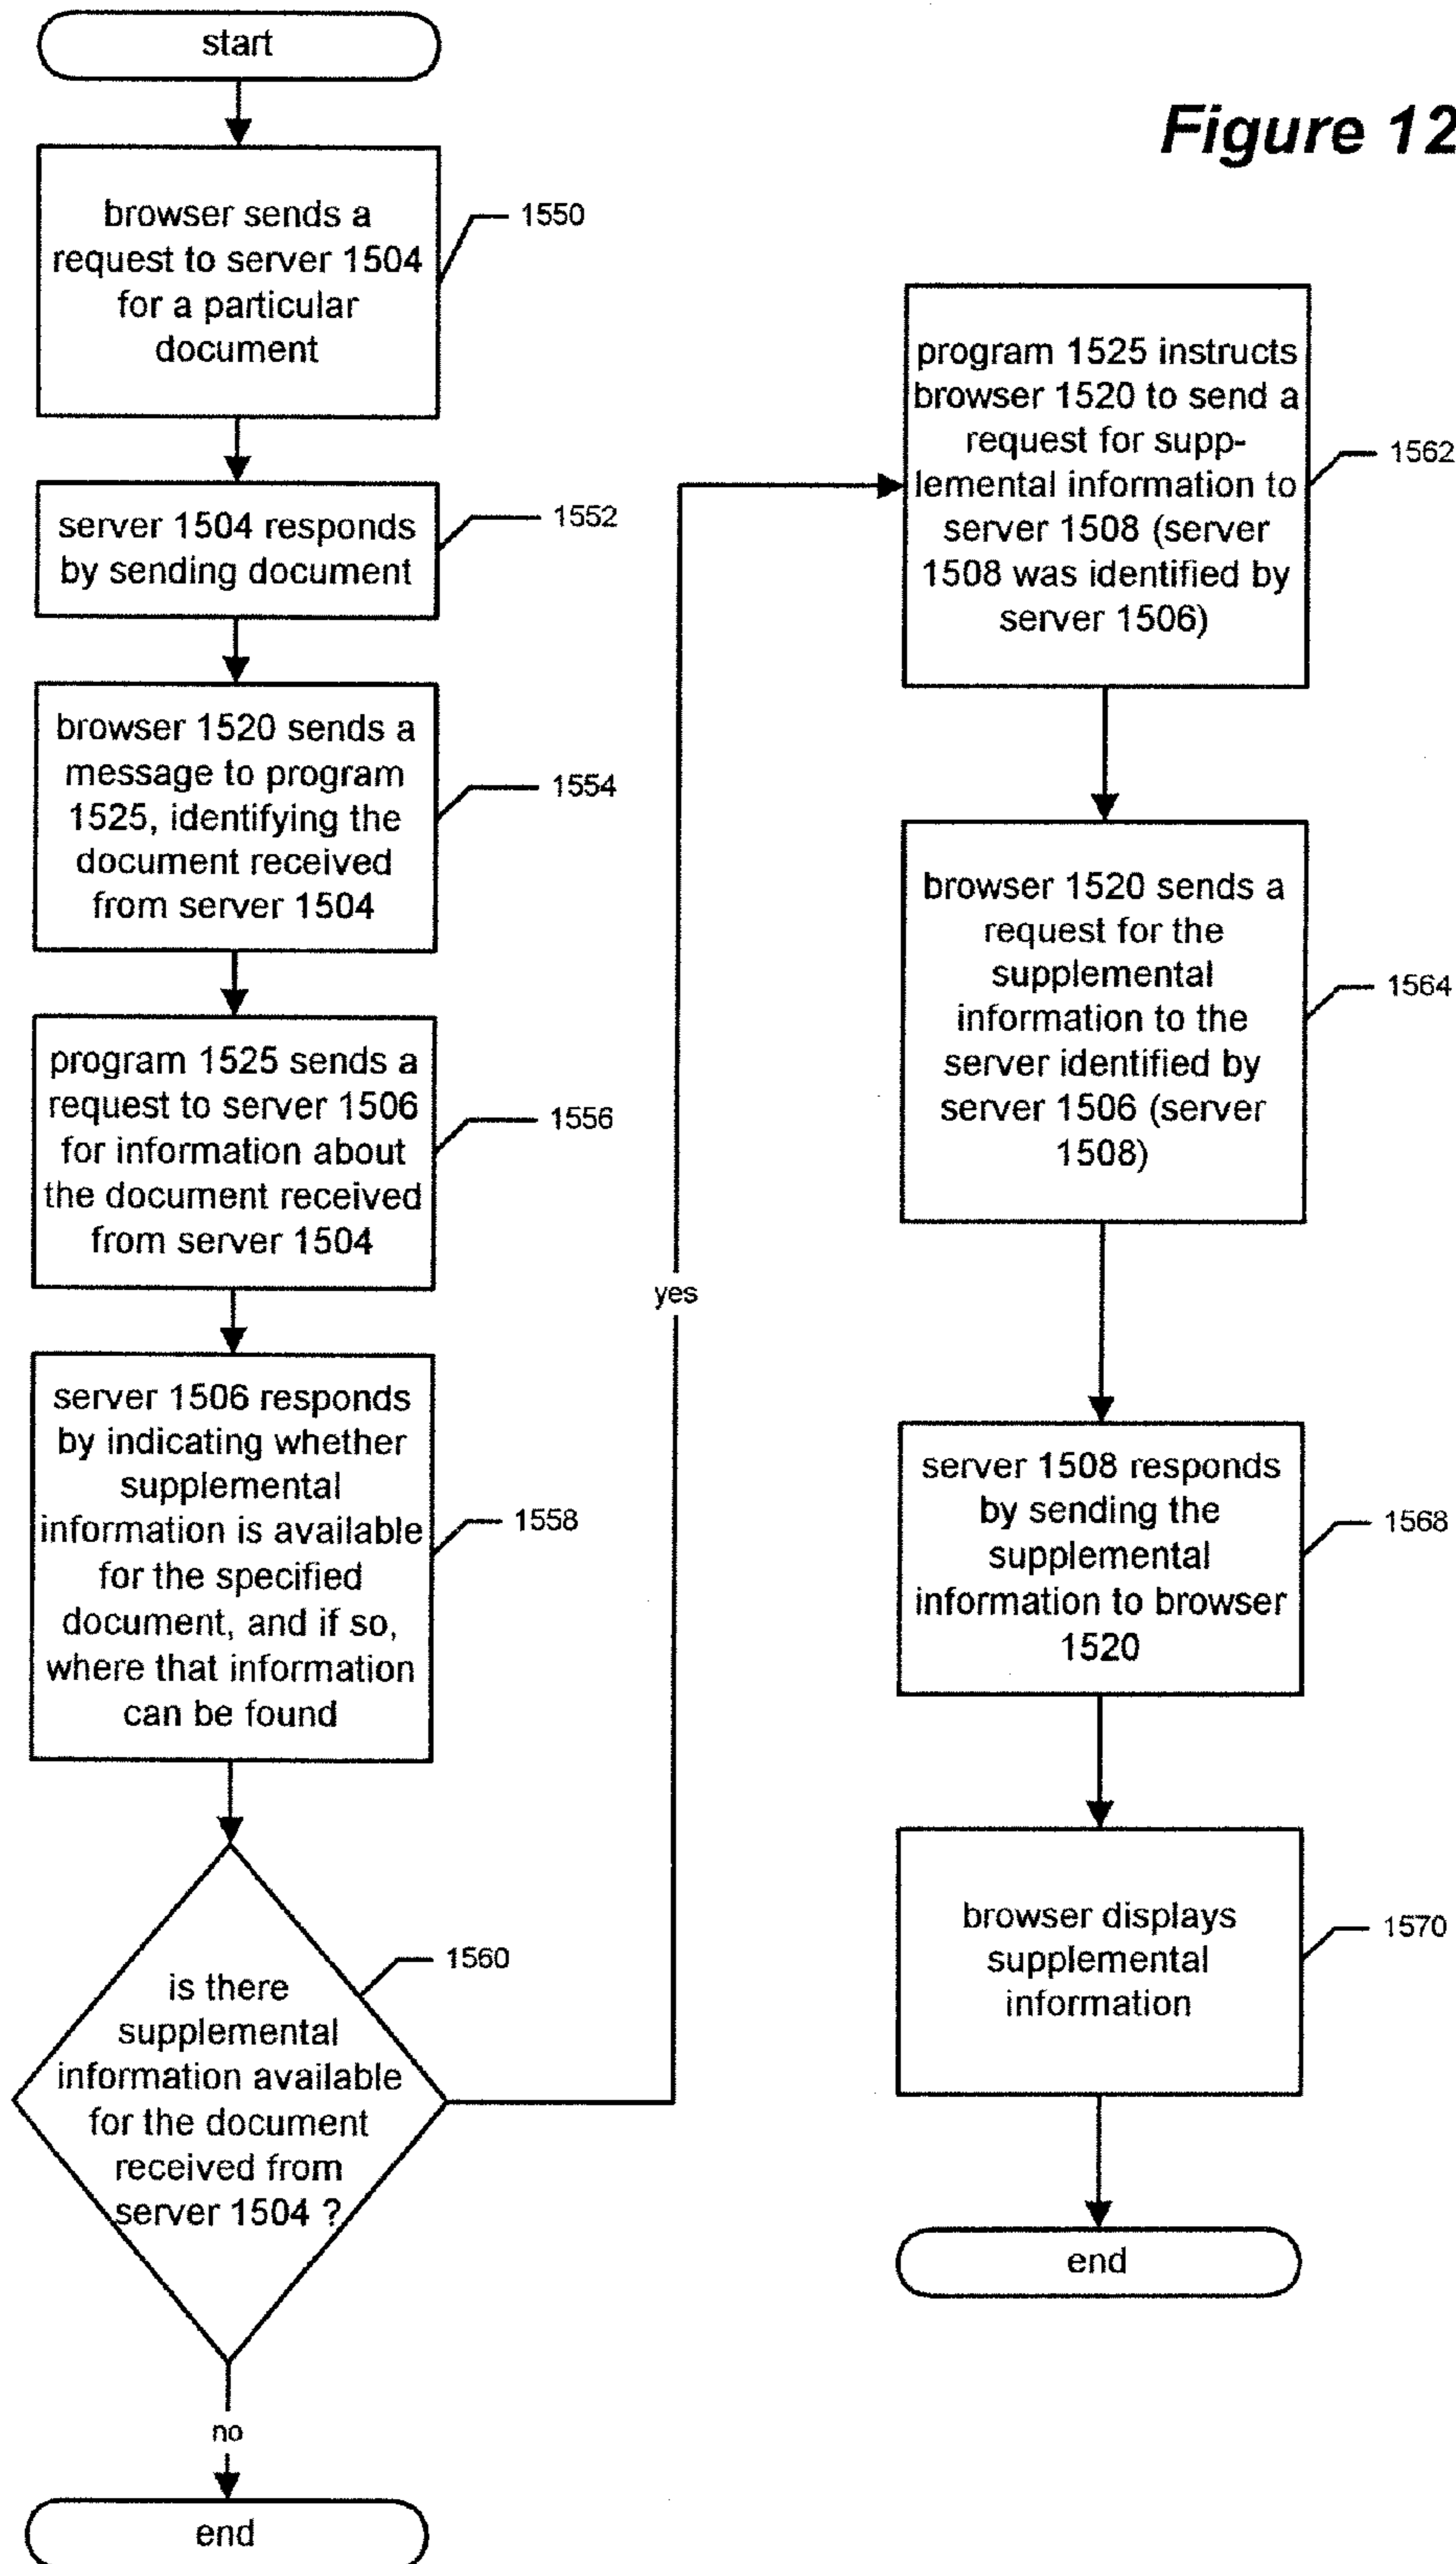 start
Figure 12
browser sends a
request to server 1504
for a particular
document
1550
server 1504 responds
by sending document
1552
browser 1520 sends a
message to program
1525, identifying the
document received
from server 1504
1554
program 1525 sends a
request to server 1506
for information about
the document received
from server 1504
1556
server 1506 responds
by indicating whether
supplemental
information is available
for the specified
document, and if so,
where that information
can be found
1558
is there
supplemental
information available
for the document
received from
server 1504 ?
1560
no
end
yes
program 1525 instructs
browser 1520 to send a
request for supp-
lemental information to
server 1508 (server
1508 was identified by
server 1506)
1562
browser 1520 sends a
request for the
supplemental
information to the
server identified by
server 1506 (server
1508)
1564
server 1508 responds
by sending the
supplemental
information to browser
1520
1568
browser displays
supplemental
information
1570
end